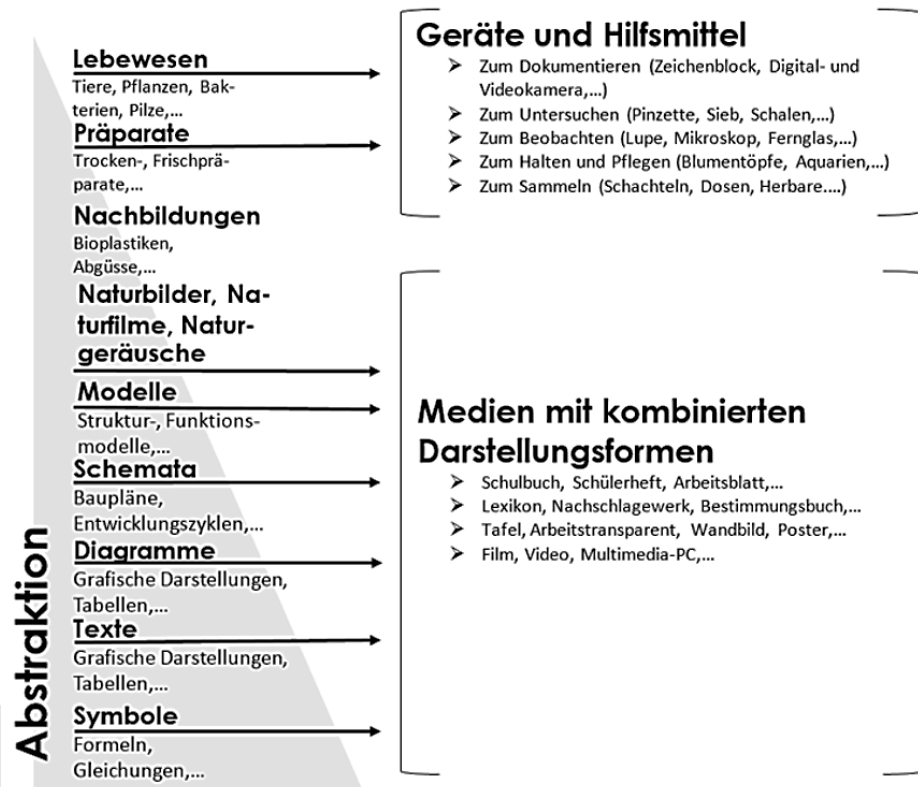 Lebewesen
Tiere, Pflanzen, Bak-
terien, Pilze,...
Präparate
Trocken-, Frischprä-
parate,...
Nachbildungen
Bioplastiken,
Abgüsse,...
Naturbilder, Na-
turfilme, Natur-
geräusche
Modelle
Struktur-, Funktions-
modelle,...
Schemata
Baupläne,
Entwicklungszyklen,...
Diagramme
Grafische Darstellungen,
Tabellen,...
Texte
Grafische Darstellungen,
Tabellen,...
Symbole
Formeln,
Gleichungen,...
Abstraktion
Geräte und Hilfsmittel
➤ Zum Dokumentieren (Zeichenblock, Digital- und
Videokamera,...)
➤ Zum Untersuchen (Pinzette, Sieb, Schalen,...)
➤ Zum Beobachten (Lupe, Mikroskop, Fernglas,...)
➤ Zum Halten und Pflegen (Blumentöpfe, Aquarien,...)
➤ Zum Sammeln (Schachteln, Dosen, Herbare....)
Medien mit kombinierten
Darstellungsformen
➤ Schulbuch, Schülerheft, Arbeitsblatt,...
➤ Lexikon, Nachschlagewerk, Bestimmungsbuch,...
➤ Tafel, Arbeitstransparent, Wandbild, Poster,...
➤ Film, Video, Multimedia-PC,...